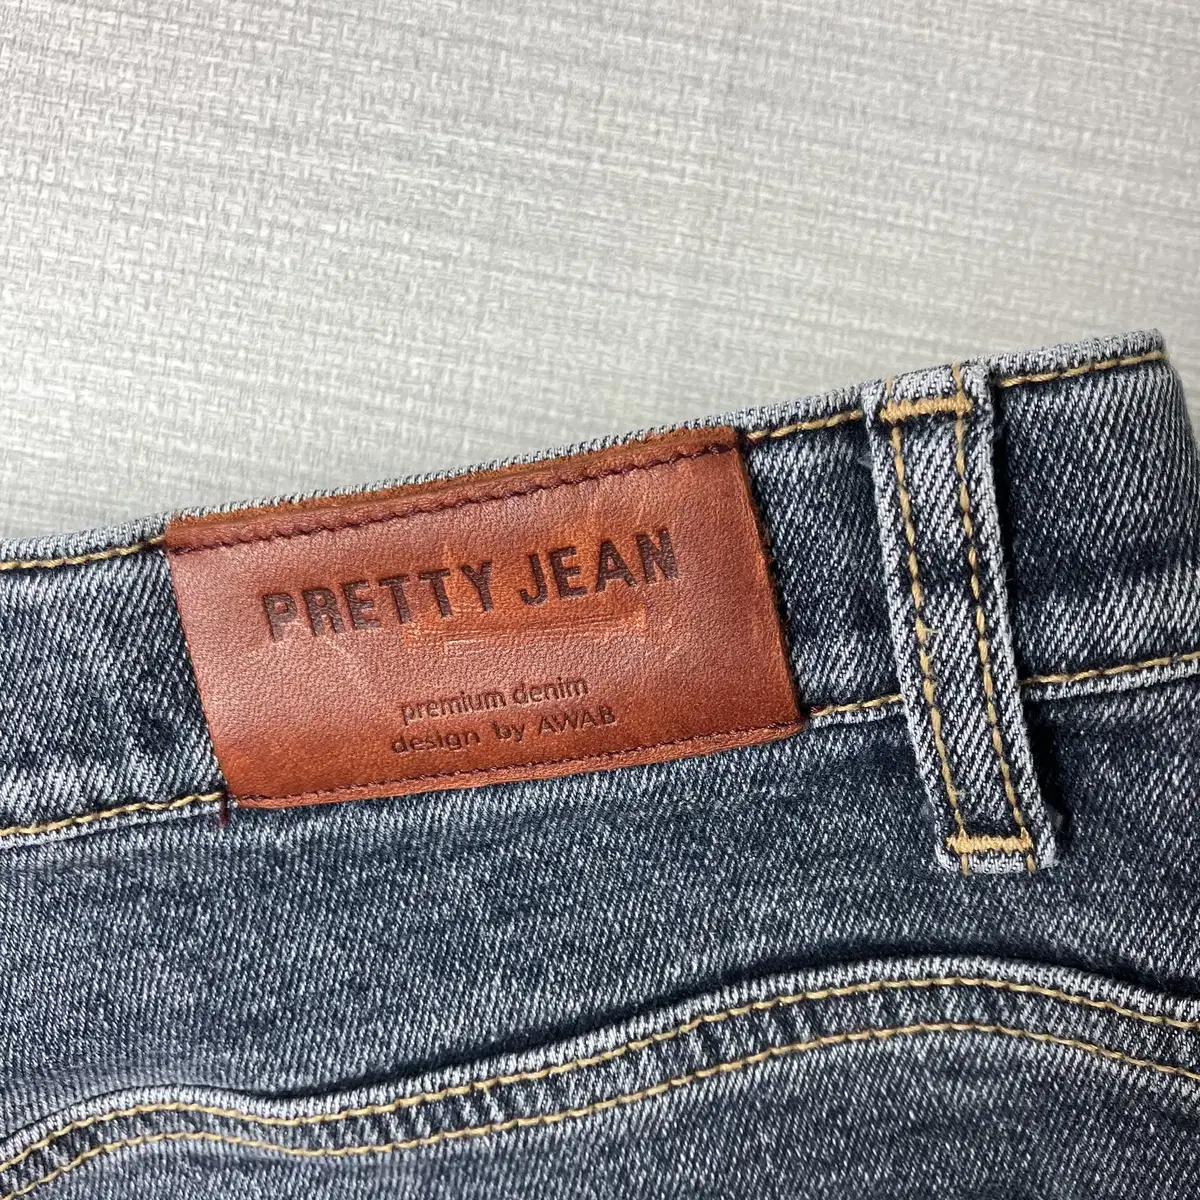 PRETTY JEAN
premium denim
design by AWAB